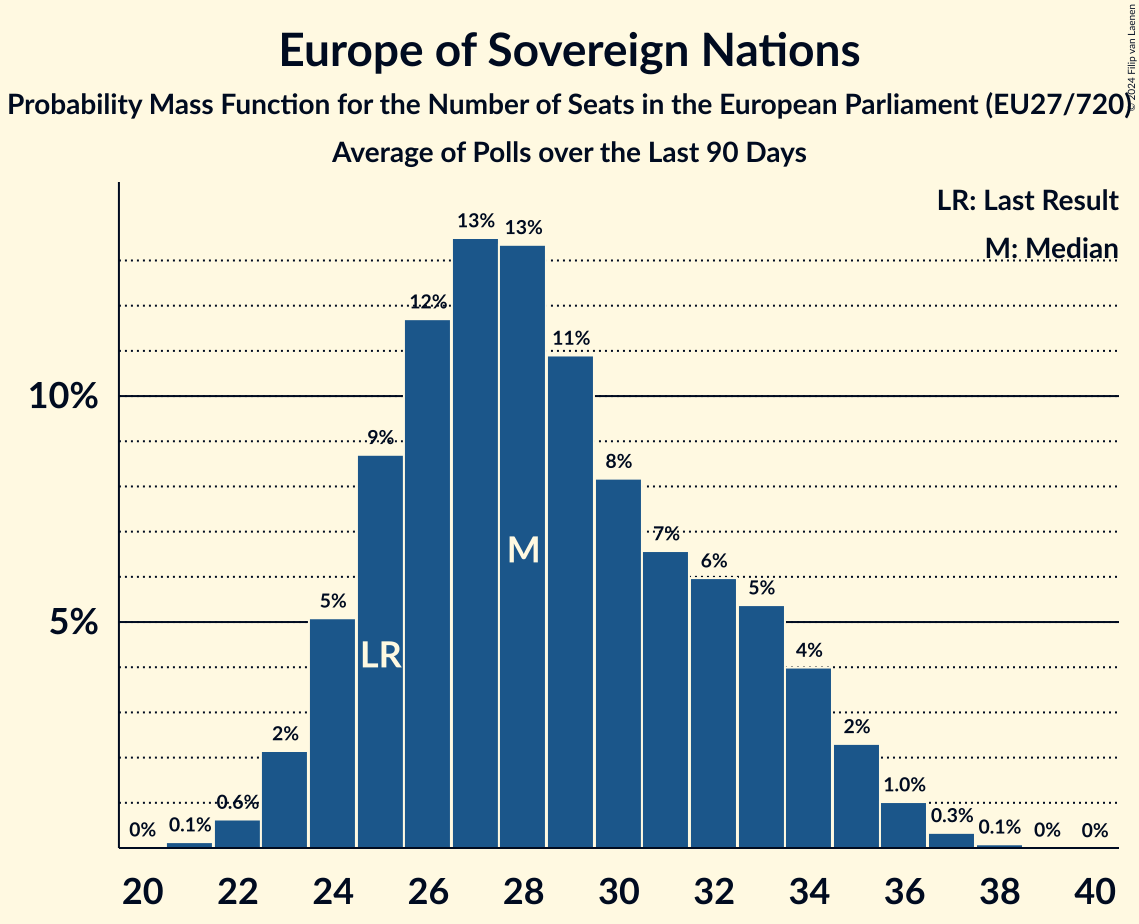 © 2024 Filip van Laenen
Europe of Sovereign Nations
Probability Mass Function for the Number of Seats in the European Parliament (EU27/720)
Average of Polls over the Last 90 Days
LR: Last Result
M: Median
13%
13%
12%
11%
10%
9%
8%
7%
M
6%
5%
5%
5%
LR
4%
2%
2%
1.0%
0.6%
0.3%
0.1%
0.1%
0%
0%
0%
20 22 24 26 28 30 32 34 36 38 40